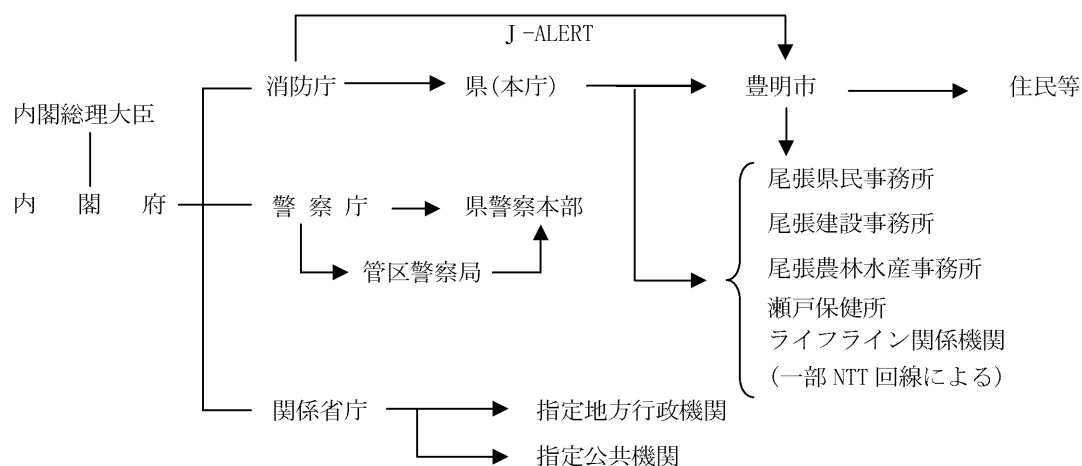 J-ALERT
消防庁 県(本庁) 豊明市 住民等
内閣総理大臣
内閣府 警察庁 県警察本部
管区警察局
尾張県民事務所
尾張建設事務所
尾張農林水産事務所
瀬戸保健所
ライフライン関係機関
(一部 NTT 回線による)
関係省庁 指定地方行政機関
指定公共機関